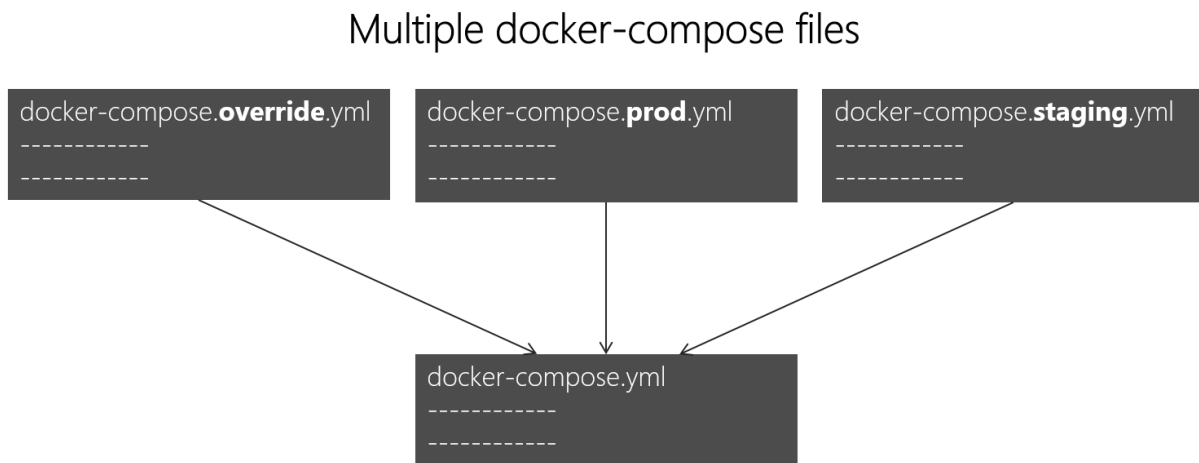 Multiple docker-compose files
docker-compose.override.yml
------------
------------
docker-compose.prod.yml
------------
------------
docker-compose.staging.yml
------------
------------
docker-compose.yml
------------
------------